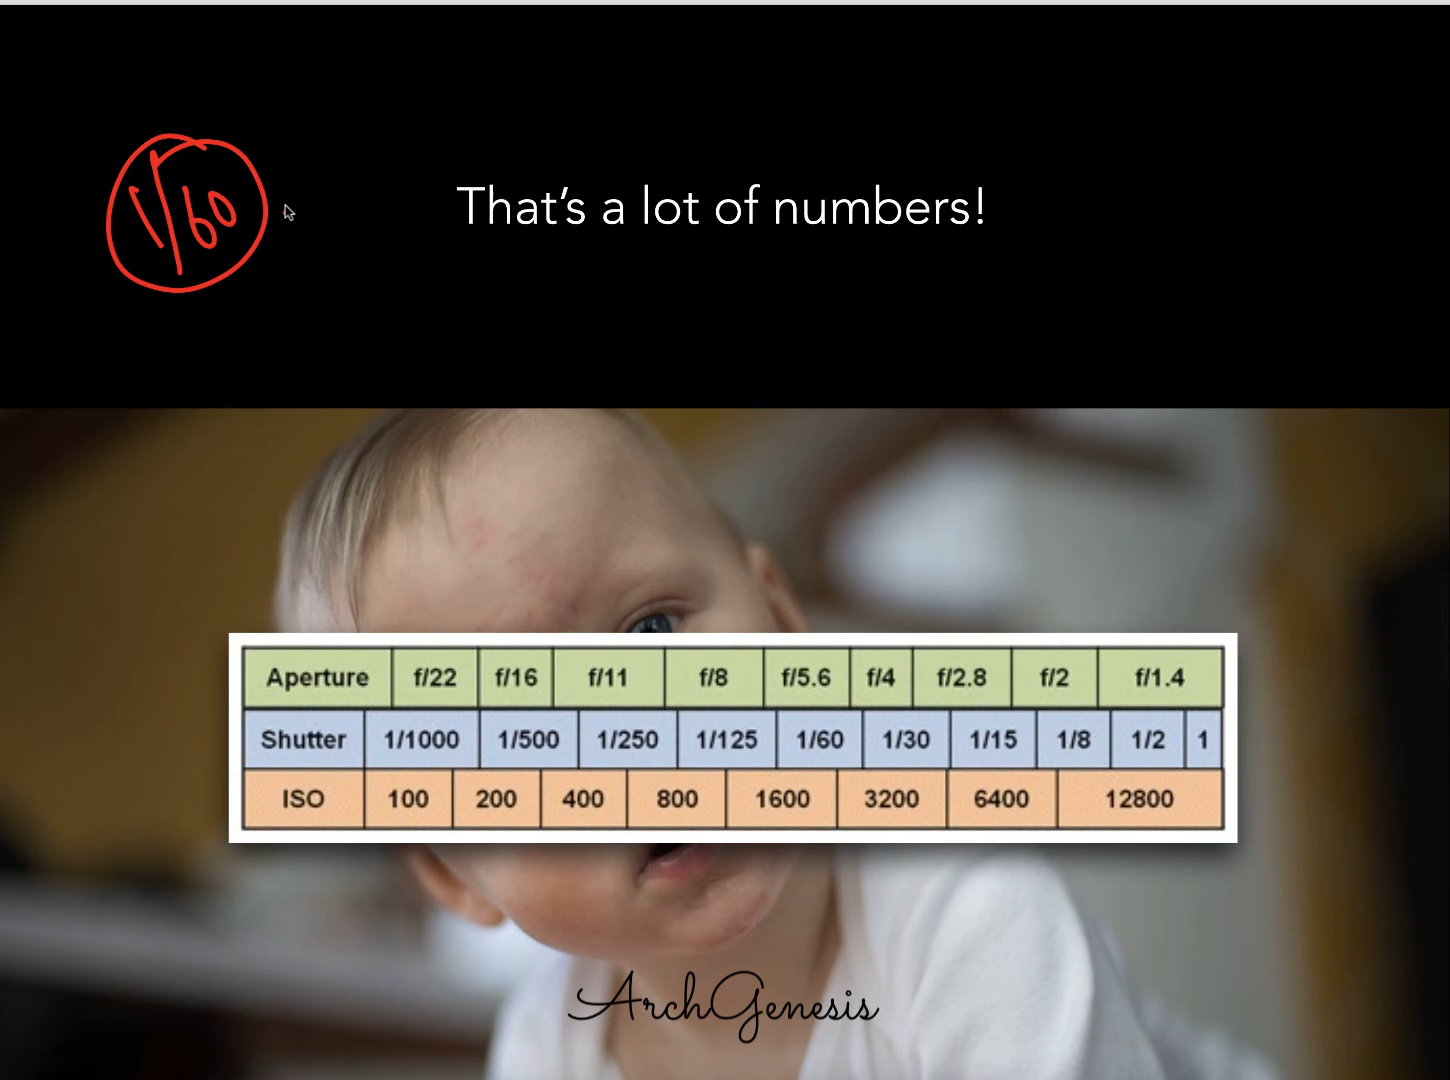 1/60
That's a lot of numbers!
Aperture f/22 f/16 f/11 f/8 f/5.6 f/4 f/2.8 f/2 f/1.4
Shutter 1/1000 1/500 1/250 1/125 1/60 1/30 1/15 1/8 1/2 1
ISO 100 200 400 800 1600 3200 6400 12800
ArchGenesis